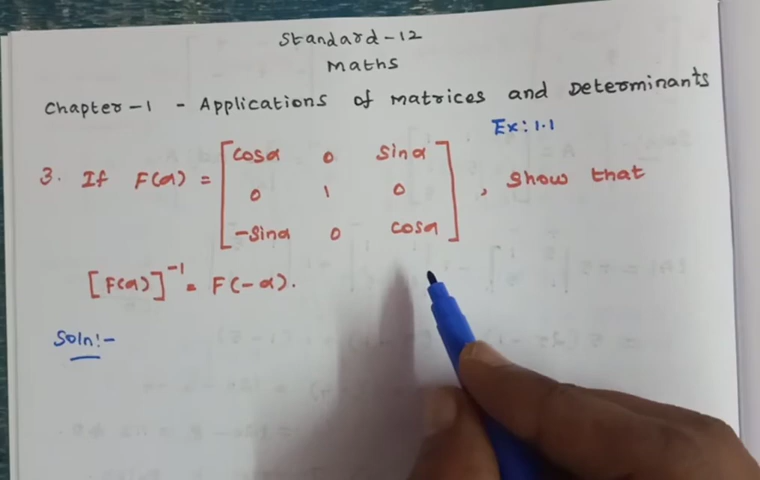 Standard-12
Maths
Chapter-1 - Applications of Matrices and Determinants
Ex: 1.1
3. If F(α) = [cosα 0 sinα
0 1 0
-sinα 0 cosα] , show that
[F(α)]⁻¹ = F(-α).
Soln:-